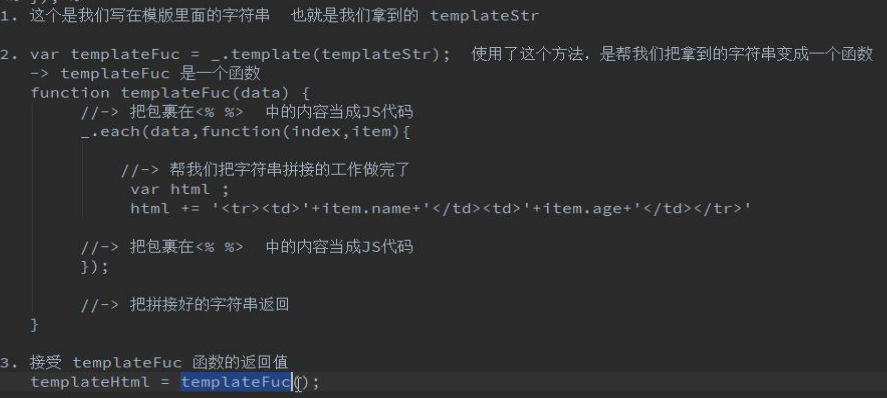 1. 这个是我们写在模版里面的字符串 也就是我们拿到的 templateStr
2. var templateFuc = _.template(templateStr); 使用了这个方法，是帮我们把拿到的字符串变成一个函数
-> templateFuc 是一个函数
function templateFuc(data) {
//-> 把包裹在<% %> 中的内容当成JS代码
_.each(data,function(index,item){
//-> 帮我们把字符串拼接的工作做完了
var html ;
html += '<tr><td>'+item.name+'</td><td>'+item.age+'</td></tr>'
//-> 把包裹在<% %> 中的内容当成JS代码
});
//-> 把拼接好的字符串返回
}
3. 接受 templateFuc 函数的返回值
templateHtml = templateFuc();